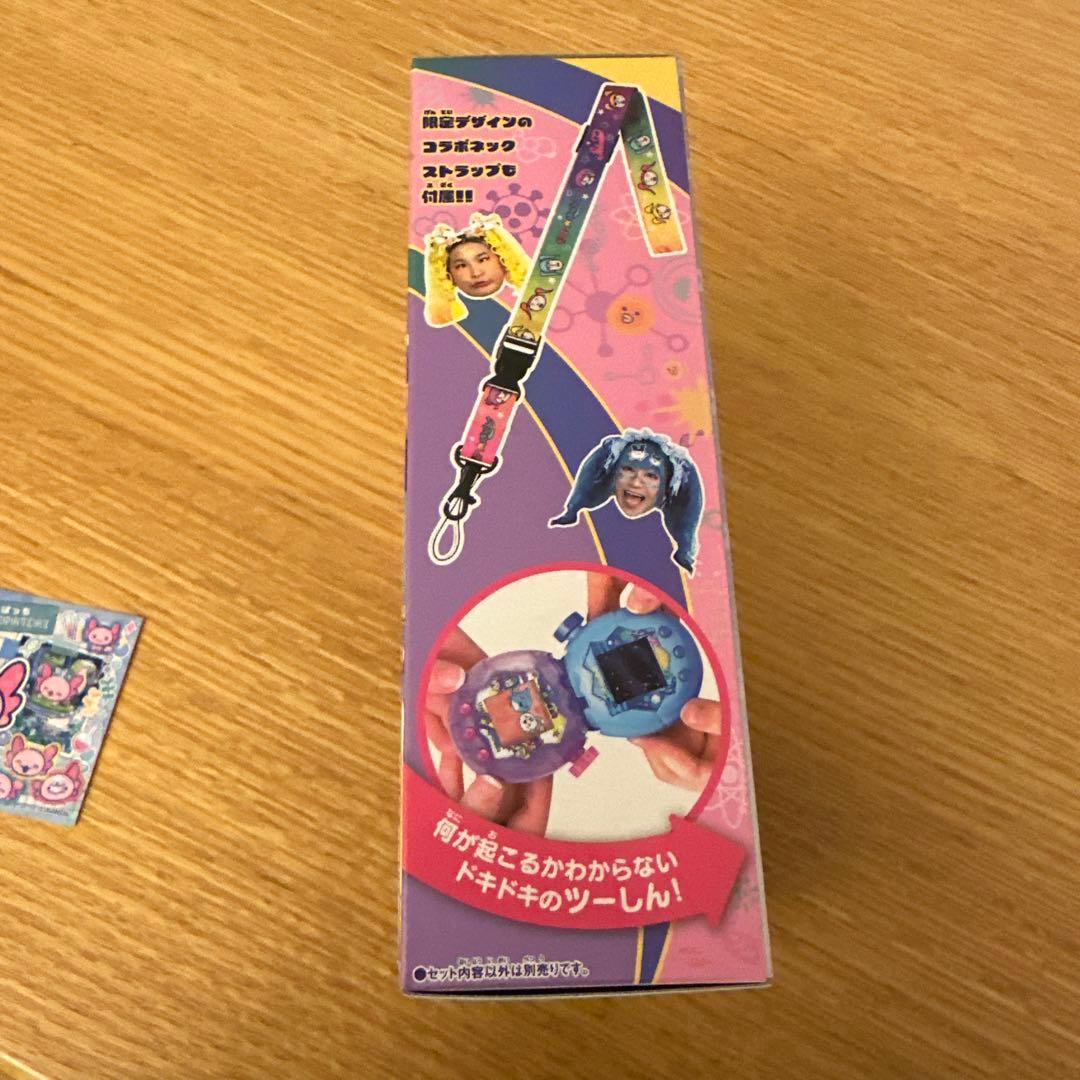 限定デザインの
コラボネック
ストラップも
付属!!
何が起こるかわからない
ドキドキのツーしん!
●セット内容以外は別売りです。